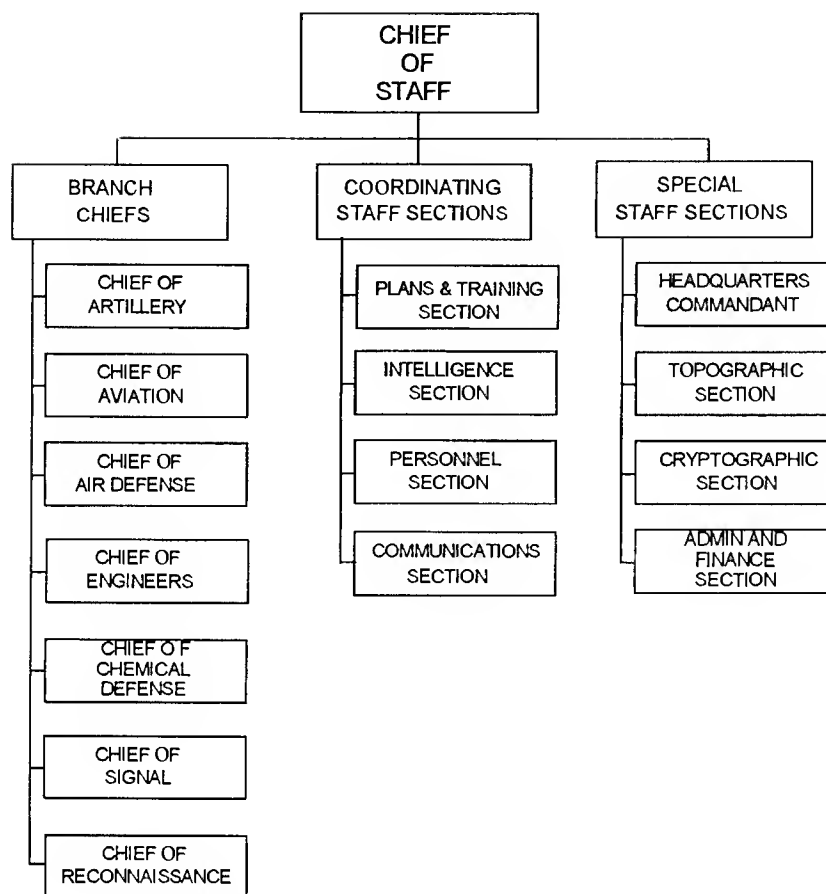 CHIEF
OF
STAFF
BRANCH
CHIEFS
CHIEF OF
ARTILLERY
CHIEF OF
AVIATION
CHIEF OF
AIR DEFENSE
CHIEF OF
ENGINEERS
CHIEF O F
CHEMICAL
DEFENSE
CHIEF OF
SIGNAL
CHIEF OF
RECONNAISSANCE
COORDINATING
STAFF SECTIONS
PLANS & TRAINING
SECTION
INTELLIGENCE
SECTION
PERSONNEL
SECTION
COMMUNICATIONS
SECTION
SPECIAL
STAFF SECTIONS
HEADQUARTERS
COMMANDANT
TOPOGRAPHIC
SECTION
CRYPTOGRAPHIC
SECTION
ADMIN AND
FINANCE
SECTION